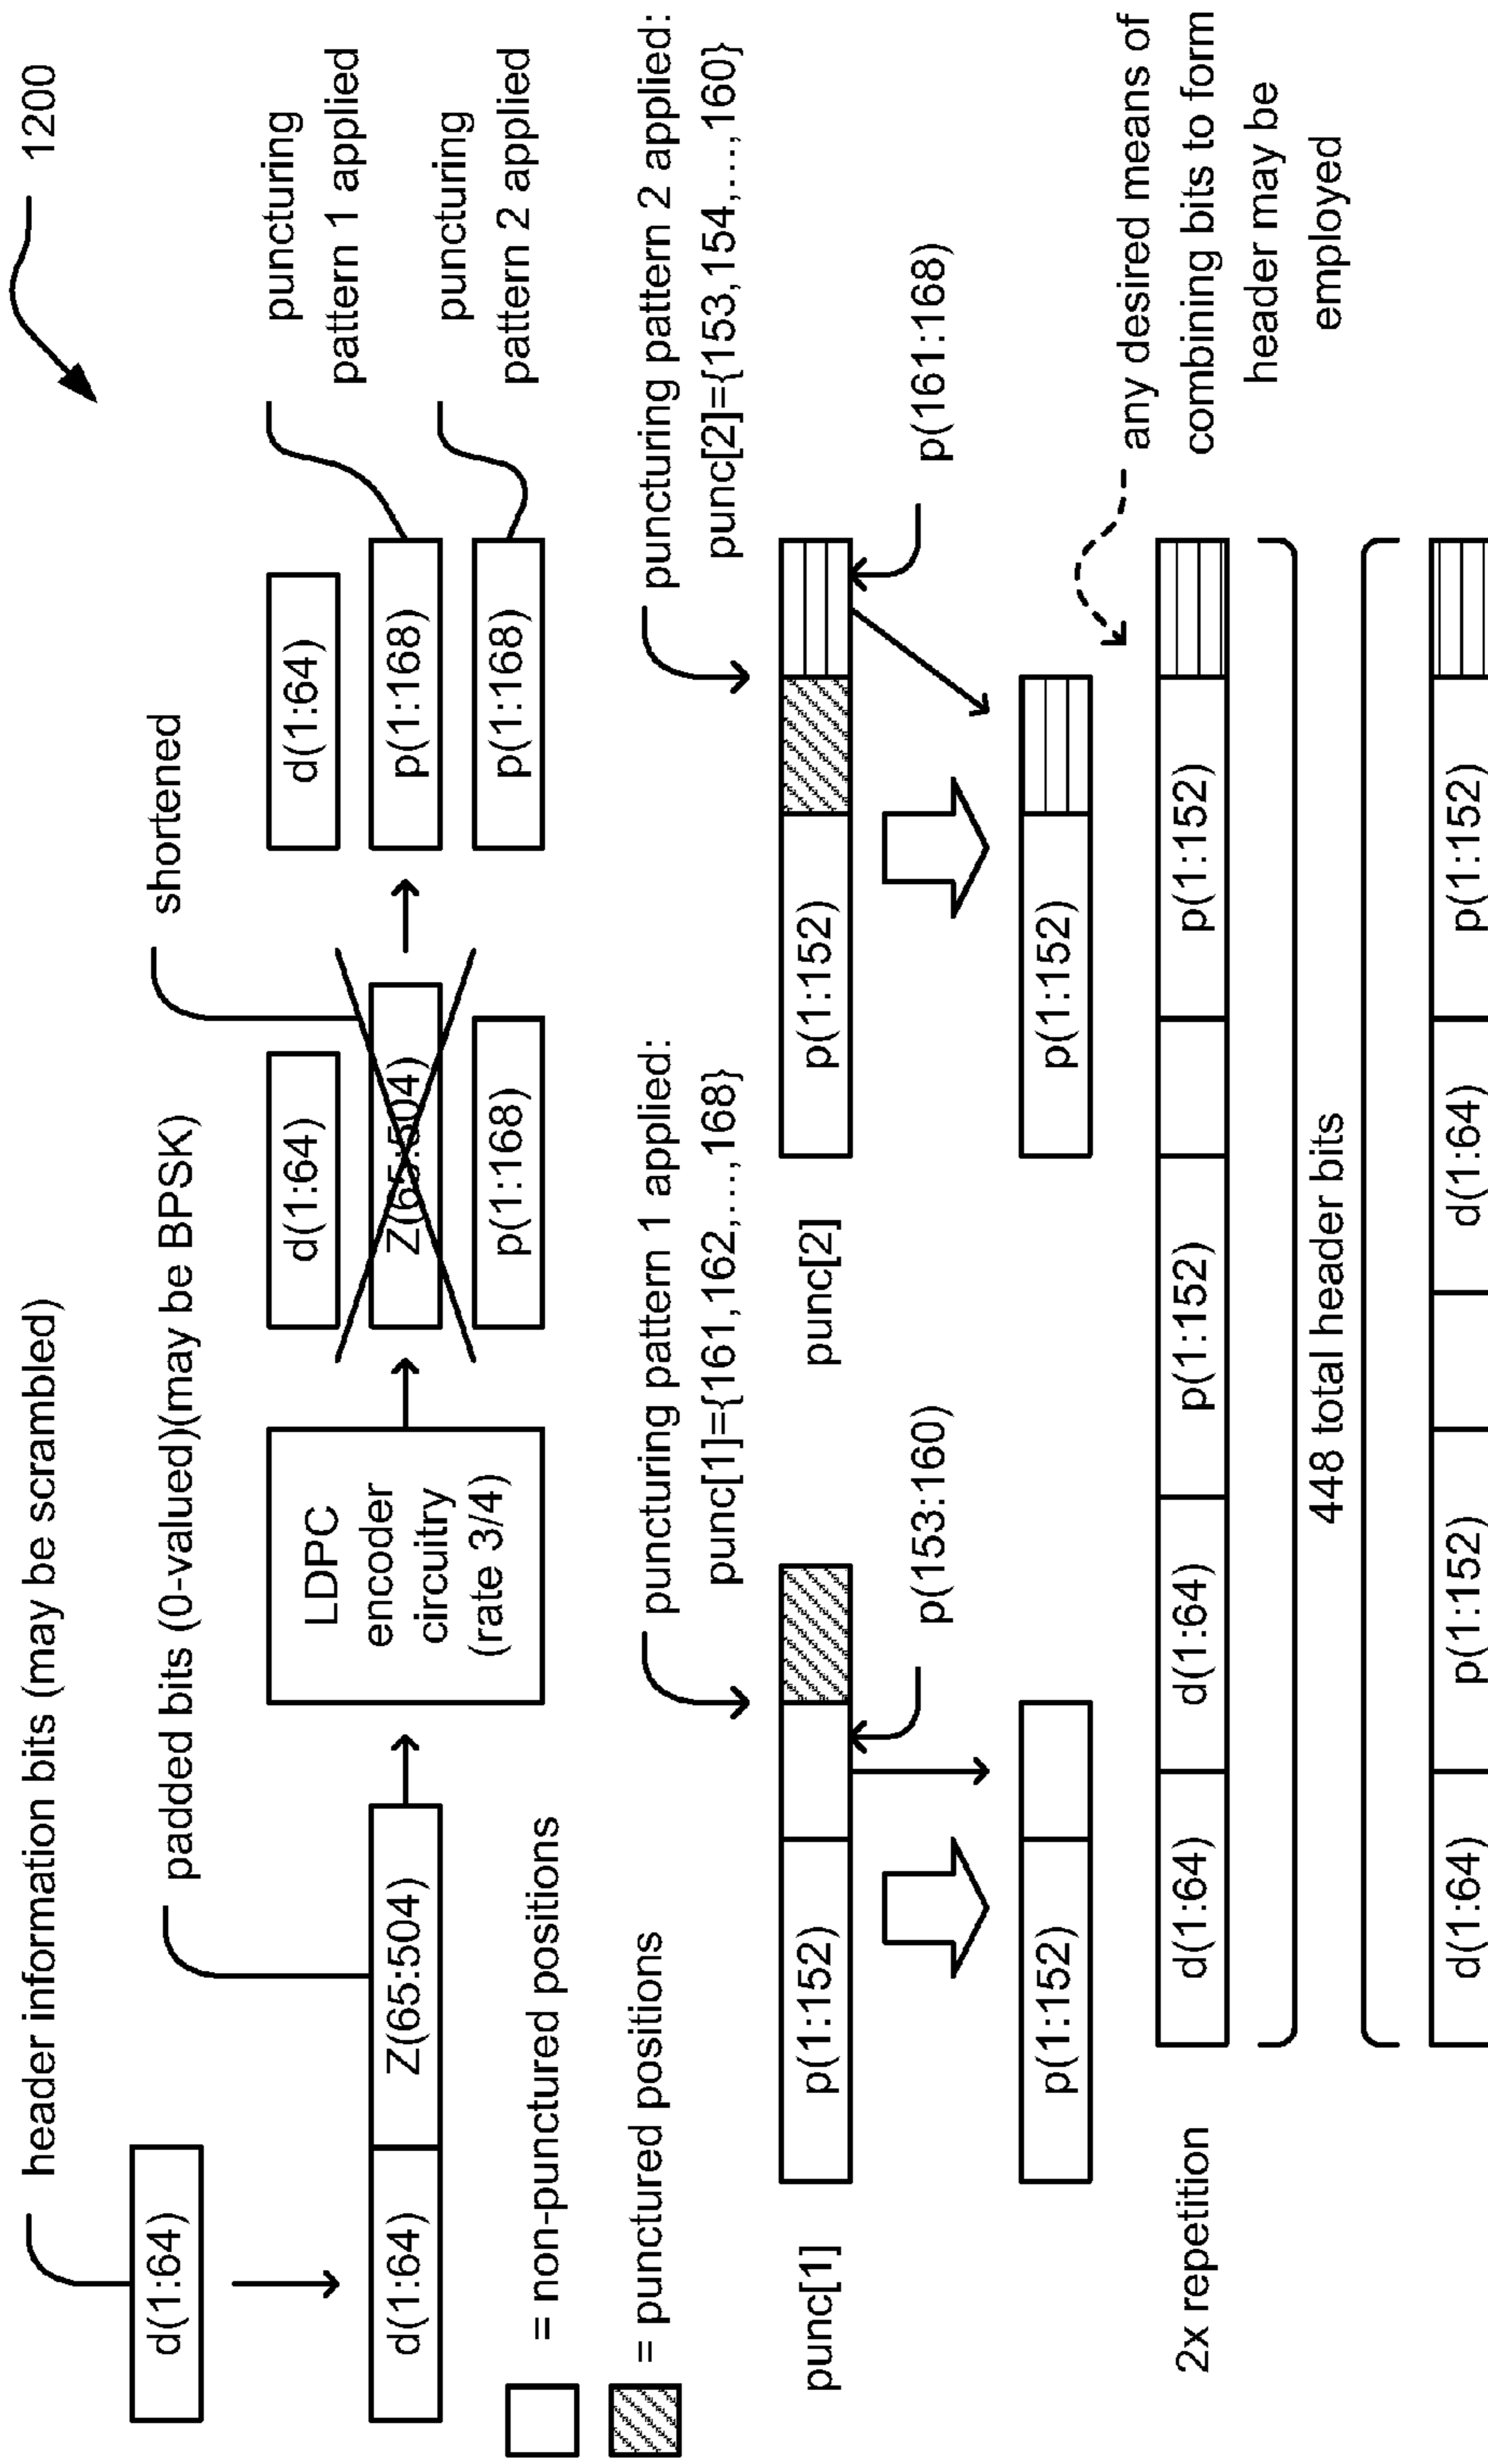 1200
header information bits (may be scrambled)
d(1:64)
padded bits (0-valued)(may be BPSK)
d(1:64)
Z(65:504)
LDPC
encoder
circuitry
(rate 3/4)
shortened
d(1:64)
Z(65:504)
p(1:168)
d(1:64)
p(1:168)
p(1:168)
puncturing
pattern 1 applied
puncturing
pattern 2 applied
= non-punctured positions
= punctured positions
puncturing pattern 1 applied:
punc[1]={161,162,...,168}
punc[1]
p(1:152)
p(153:160)
p(1:152)
puncturing pattern 2 applied:
punc[2]={153,154,...,160}
punc[2]
p(1:152)
p(161:168)
p(1:152)
any desired means of
combining bits to form
header may be
employed
2x repetition
d(1:64)
d(1:64)
p(1:152)
p(1:152)
448 total header bits
d(1:64)
p(1:152)
d(1:64)
p(1:152)